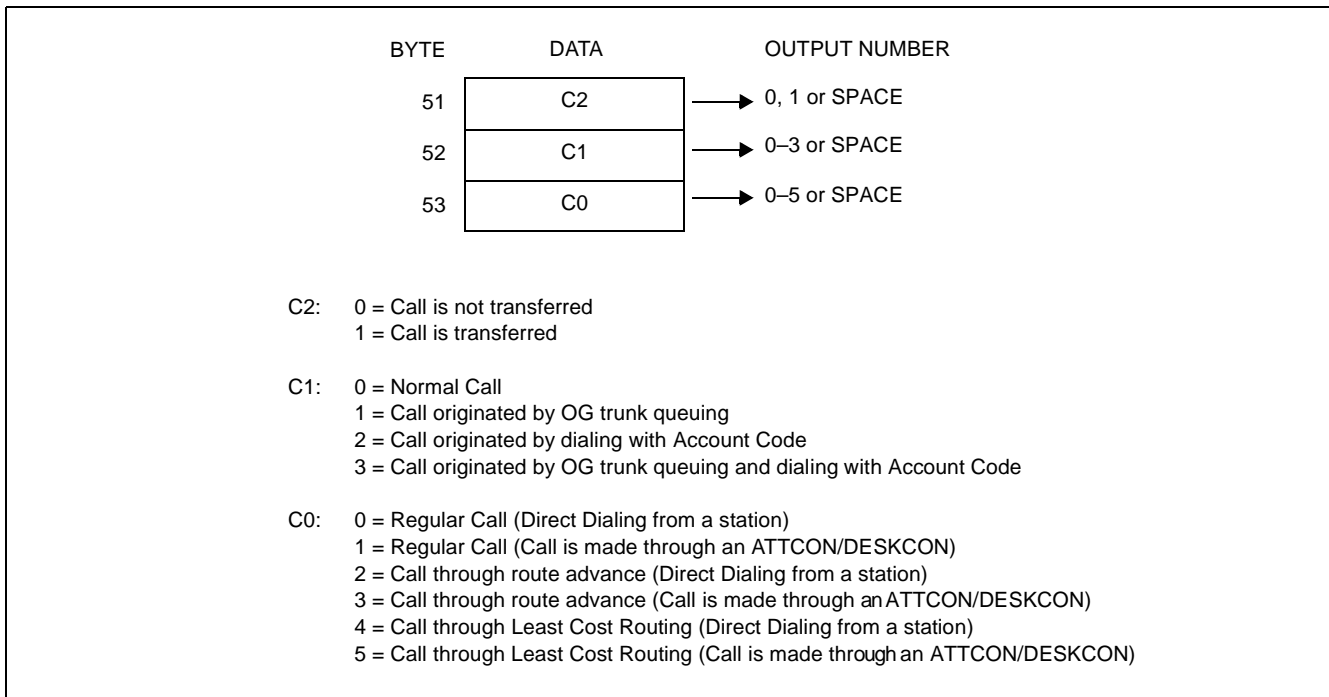 BYTE DATA OUTPUT NUMBER
51 C2 0, 1 or SPACE
52 C1 0–3 or SPACE
53 C0 0–5 or SPACE
C2: 0 = Call is not transferred
1 = Call is transferred
C1: 0 = Normal Call
1 = Call originated by OG trunk queuing
2 = Call originated by dialing with Account Code
3 = Call originated by OG trunk queuing and dialing with Account Code
C0: 0 = Regular Call (Direct Dialing from a station)
1 = Regular Call (Call is made through an ATTCON/DESKCON)
2 = Call through route advance (Direct Dialing from a station)
3 = Call through route advance (Call is made through an ATTCON/DESKCON)
4 = Call through Least Cost Routing (Direct Dialing from a station)
5 = Call through Least Cost Routing (Call is made through an ATTCON/DESKCON)